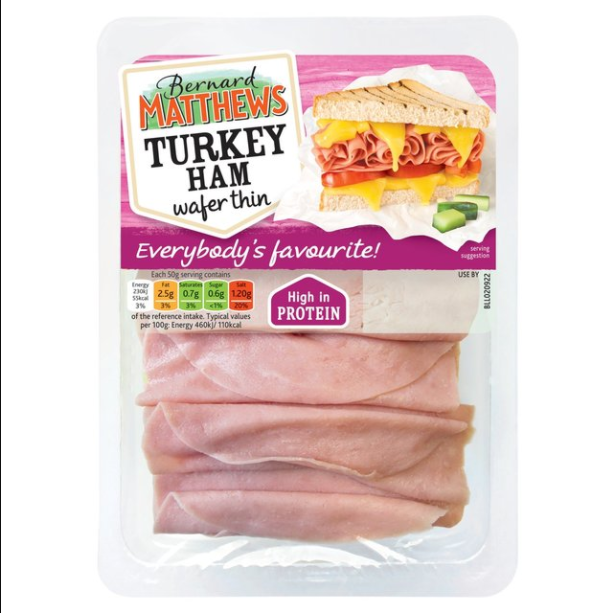 Bernard
MATTHEWS
TURKEY
HAM
wafer thin
Everybody's favourite!
serving
suggestion
Each 50g serving contains
Energy
230kJ
55kcal
3%
Fat
2.5g
3%
Saturates
0.7g
3%
Sugar
0.6g
<1%
Salt
1.20g
20%
of the reference intake. Typical values
per 100g: Energy 460kJ/ 110kcal
High in
PROTEIN
USE BY
BLL020922